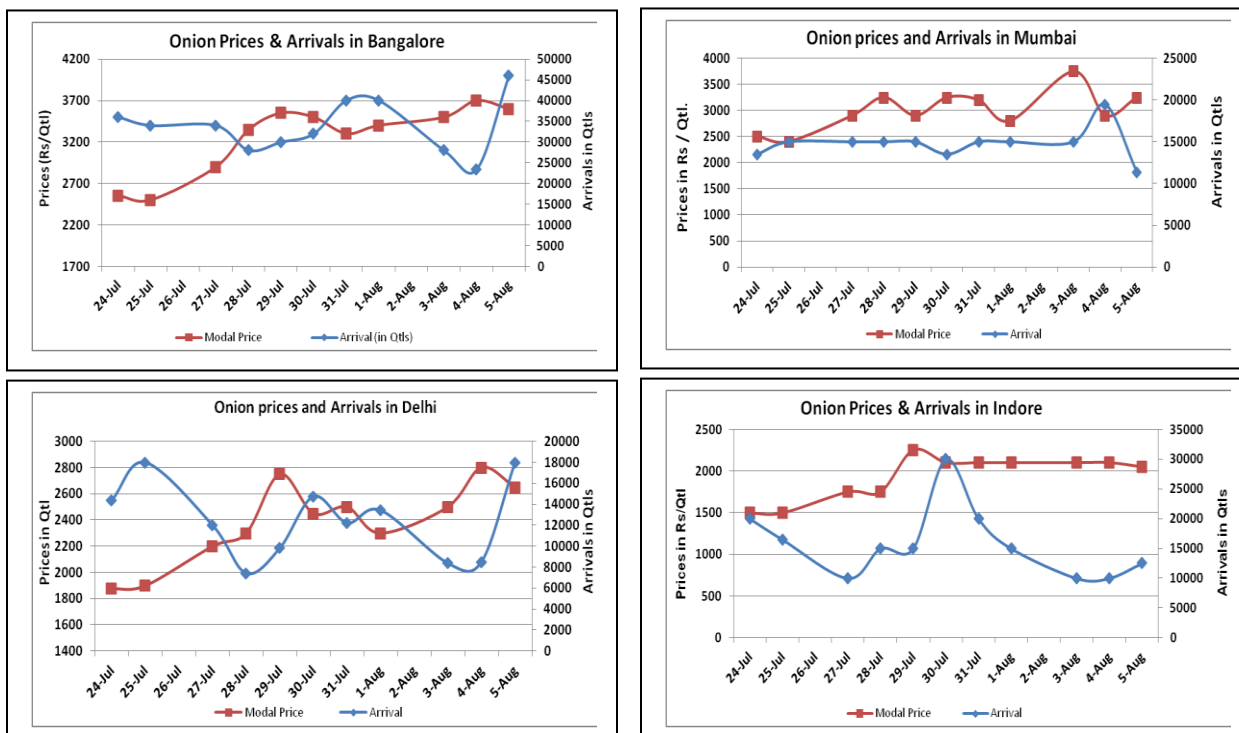 Onion Prices & Arrivals in Bangalore
4200
3700
3200
2700
2200
1700
Prices (Rs/Qtl)
50000
45000
40000
35000
30000
25000
20000
15000
10000
5000
0
Arrivals in Qtls
24-Jul
25-Jul
26-Jul
27-Jul
28-Jul
29-Jul
30-Jul
31-Jul
1-Aug
2-Aug
3-Aug
4-Aug
5-Aug
Modal Price
Arrival (in Qtls)
Onion prices and Arrivals in Mumbai
4000
3500
3000
2500
2000
1500
1000
500
0
Prices in Rs / Qtl.
25000
20000
15000
10000
5000
0
Arrivals in Qtls
24-Jul
25-Jul
26-Jul
27-Jul
28-Jul
29-Jul
30-Jul
31-Jul
1-Aug
2-Aug
3-Aug
4-Aug
5-Aug
Modal Price
Arrival
Onion prices and Arrivals in Delhi
3000
2800
2600
2400
2200
2000
1800
1600
1400
Prices in Qtl
20000
18000
16000
14000
12000
10000
8000
6000
4000
2000
0
Arrivals in Qtls
24-Jul
25-Jul
26-Jul
27-Jul
28-Jul
29-Jul
30-Jul
31-Jul
1-Aug
2-Aug
3-Aug
4-Aug
5-Aug
Modal Price
Arrival
Onion Prices & Arrivals in Indore
2500
2000
1500
1000
500
0
Prices in Rs/Qtl
35000
30000
25000
20000
15000
10000
5000
0
Arrivals in Qtls
24-Jul
25-Jul
26-Jul
27-Jul
28-Jul
29-Jul
30-Jul
31-Jul
1-Aug
2-Aug
3-Aug
4-Aug
5-Aug
Modal Price
Arrival